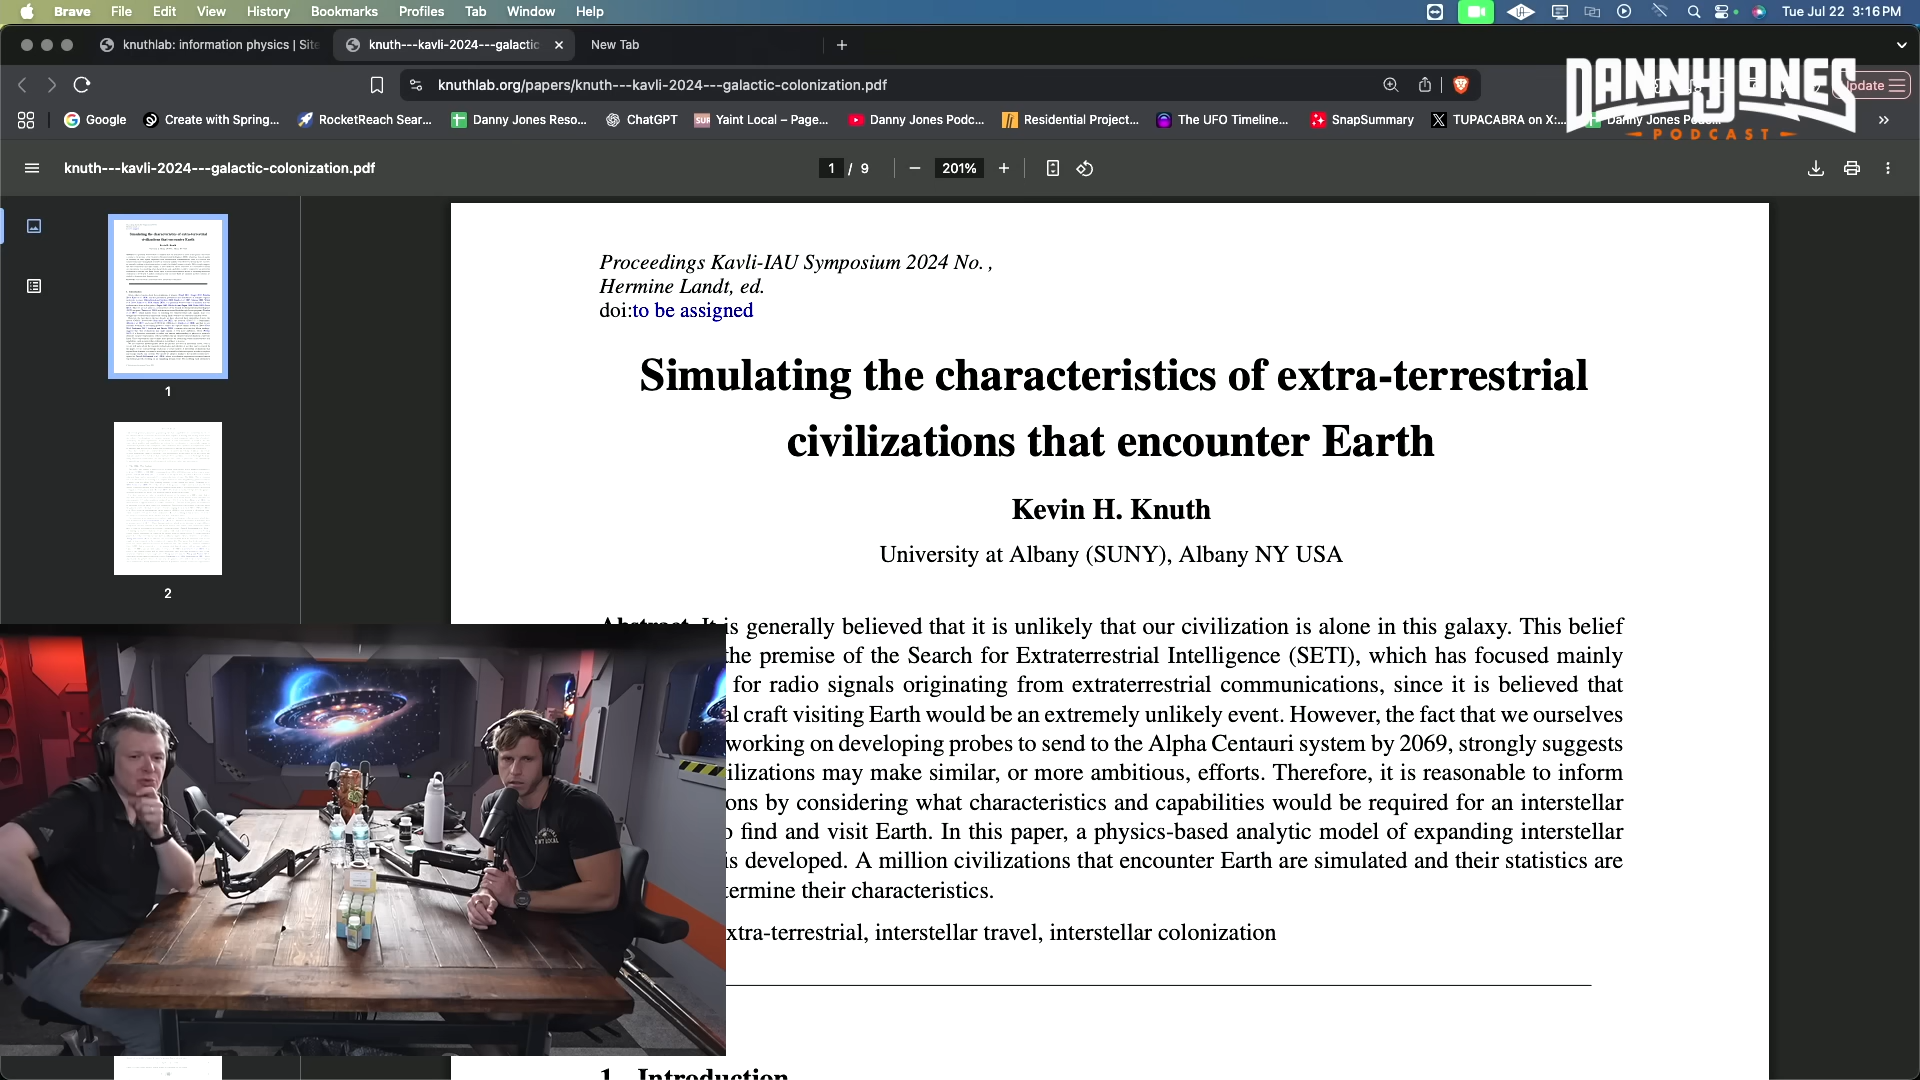 Brave File Edit View History Bookmarks Profiles Tab Window Help Tue Jul 22 3:16 PM
knuthlab: information physics | Site
knuth---kavli-2024---galactic
New Tab
knuthlab.org/papers/knuth---kavli-2024---galactic-colonization.pdf
DANNY JONES
PODCAST
Google
Create with Spring...
RocketReach Sear...
Danny Jones Reso...
ChatGPT
Yaint Local – Page...
Danny Jones Podc...
Residential Project...
The UFO Timeline...
SnapSummary
TUPACABRA on X:...
knuth---kavli-2024---galactic-colonization.pdf
1 / 9
201%
1
2
Proceedings Kavli-IAU Symposium 2024 No. ,
Hermine Landt, ed.
doi:to be assigned
Simulating the characteristics of extra-terrestrial
civilizations that encounter Earth
Kevin H. Knuth
University at Albany (SUNY), Albany NY USA
Abstract. It is generally believed that it is unlikely that our civilization is alone in this galaxy. This belief
the premise of the Search for Extraterrestrial Intelligence (SETI), which has focused mainly
for radio signals originating from extraterrestrial communications, since it is believed that
al craft visiting Earth would be an extremely unlikely event. However, the fact that we ourselves
working on developing probes to send to the Alpha Centauri system by 2069, strongly suggests
ilizations may make similar, or more ambitious, efforts. Therefore, it is reasonable to inform
ons by considering what characteristics and capabilities would be required for an interstellar
o find and visit Earth. In this paper, a physics-based analytic model of expanding interstellar
is developed. A million civilizations that encounter Earth are simulated and their statistics are
termine their characteristics.
xtra-terrestrial, interstellar travel, interstellar colonization
1. Introduction